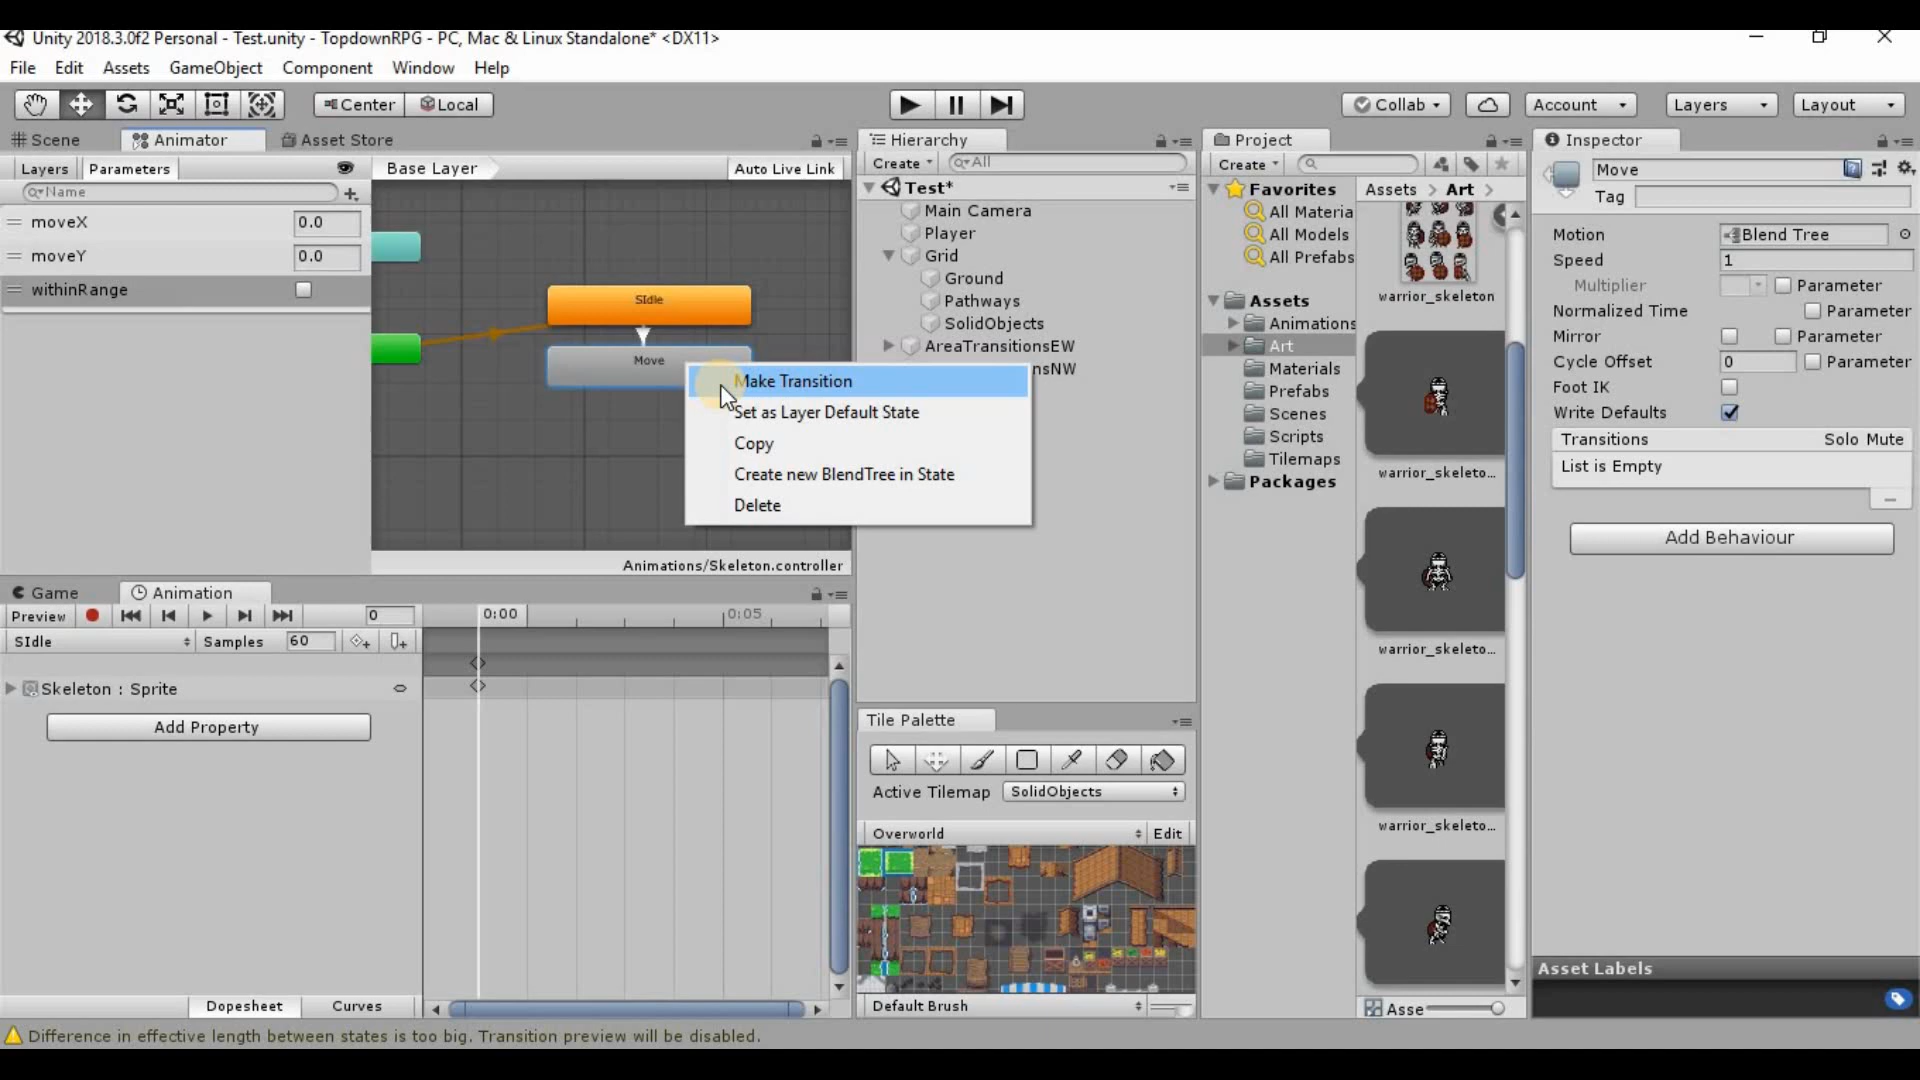 Unity 2018.3.0f2 Personal - Test.unity - TopdownRPG - PC, Mac & Linux Standalone* <DX11>
File Edit Assets GameObject Component Window Help
Center Local Collab Account Layers Layout
Scene Animator Asset Store
Layers Parameters Base Layer Auto Live Link
Name
moveX 0.0
moveY 0.0
withinRange
SIdle
Move
Make Transition
Set as Layer Default State
Copy
Create new BlendTree in State
Delete
Animations/Skeleton.controller
Hierarchy
Create All
Test*
Main Camera
Player
Grid
Ground
Pathways
SolidObjects
AreaTransitionsEW
nsNW
Project
Create
Favorites
All Materia
All Models
All Prefabs
Assets
Animations
Art
Materials
Prefabs
Scenes
Scripts
Tilemaps
Packages
Assets Art
warrior_skeleton
warrior_skeleto...
warrior_skeleto...
warrior_skeleto...
Asse
Inspector
Move
Tag
Motion Blend Tree
Speed 1
Multiplier Parameter
Normalized Time Parameter
Mirror Parameter
Cycle Offset 0 Parameter
Foot IK
Write Defaults
Transitions Solo Mute
List is Empty
Add Behaviour
Asset Labels
Game Animation
Preview 0 0:00 0:05
SIdle Samples 60
Skeleton : Sprite
Add Property
Dopesheet Curves
Tile Palette
Active Tilemap SolidObjects
Overworld Edit
Default Brush
Difference in effective length between states is too big. Transition preview will be disabled.